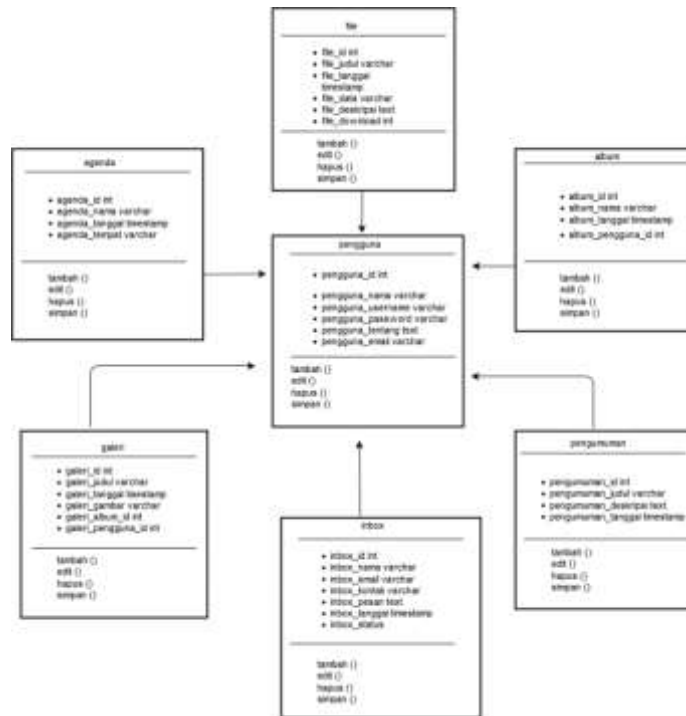 file
+ file_id int
+ file_judul varchar
+ file_tanggal
timestamp
+ file_data varchar
+ file_deskripsi text
+ file_download int
tambah ()
edit ()
hapus ()
simpan ()
agenda
+ agenda_id int
+ agenda_nama varchar
+ agenda_tanggal timestamp
+ agenda_tempat varchar
tambah ()
edit ()
hapus ()
simpan ()
album
+ album_id int
+ album_nama varchar
+ album_tanggal timestamp
+ album_pengguna_id int
tambah ()
edit ()
hapus ()
simpan ()
pengguna
+ pengguna_id int
+ pengguna_nama varchar
+ pengguna_username varchar
+ pengguna_password varchar
+ pengguna_tentang text
+ pengguna_email varchar
tambah ()
edit ()
hapus ()
simpan ()
galeri
+ galeri_id int
+ galeri_judul varchar
+ galeri_tanggal timestamp
+ galeri_gambar varchar
+ galeri_album_id int
+ galeri_pengguna_id int
tambah ()
edit ()
hapus ()
simpan ()
inbox
+ inbox_id int
+ inbox_nama varchar
+ inbox_email varchar
+ inbox_kontak varchar
+ inbox_pesan text
+ inbox_tanggal timestamp
+ inbox_status
tambah ()
edit ()
hapus ()
simpan ()
pengumuman
+ pengumuman_id int
+ pengumuman_judul varchar
+ pengumuman_deskripsi text
+ pengumuman_tanggal timestamp
tambah ()
edit ()
hapus ()
simpan ()